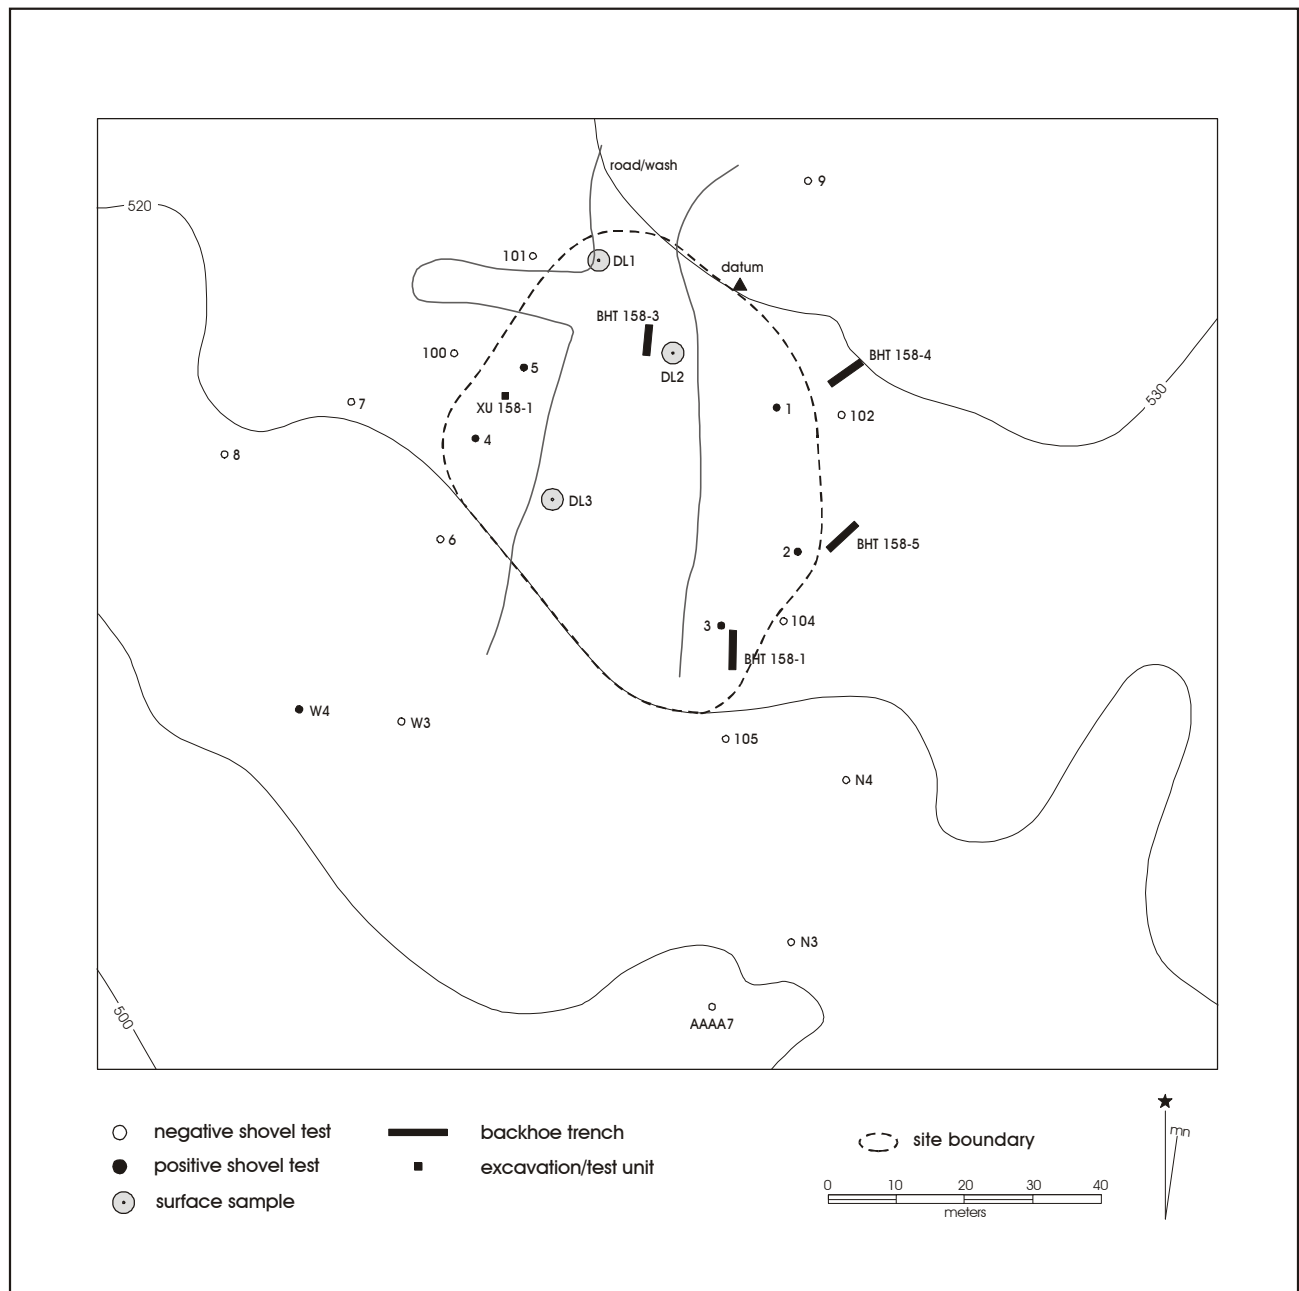 road/wash
9
520
101
DL1
datum
BHT 158-3
BHT 158-4
100
5
DL2
530
7
XU 158-1
1
102
4
8
DL3
6
2
BHT 158-5
3
104
BHT 158-1
W4
W3
105
N4
N3
500
AAAA7
negative shovel test
backhoe trench
site boundary
mn
positive shovel test
excavation/test unit
surface sample
0 10 20 30 40
meters